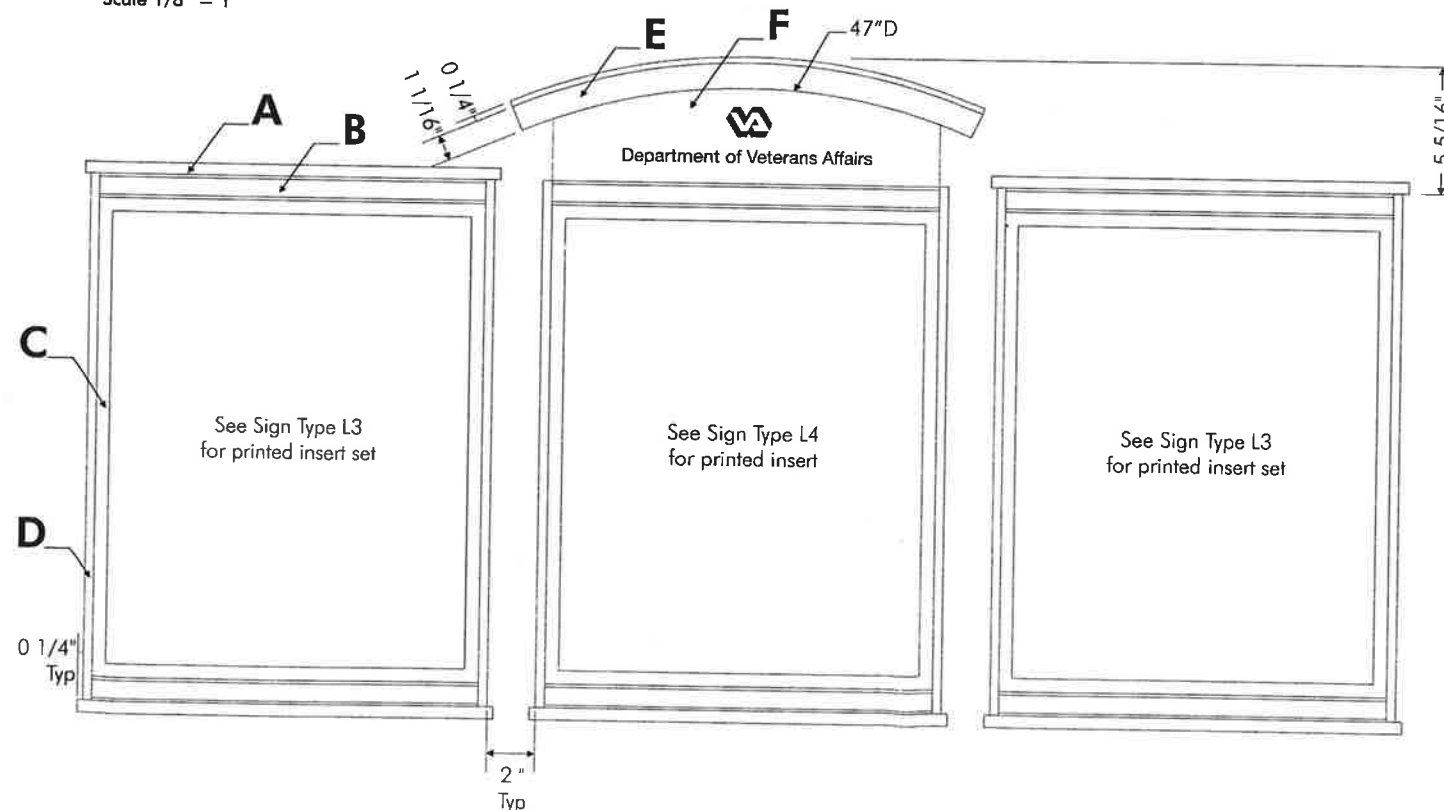 Scale 1/8" = 1"
E
F
47"D
0 1/4"
1 1/16"
A
B
VA
Department of Veterans Affairs
5 5/16"
C
See Sign Type L3
for printed insert set
See Sign Type L4
for printed insert
See Sign Type L3
for printed insert set
D
0 1/4"
Typ
2 "
Typ